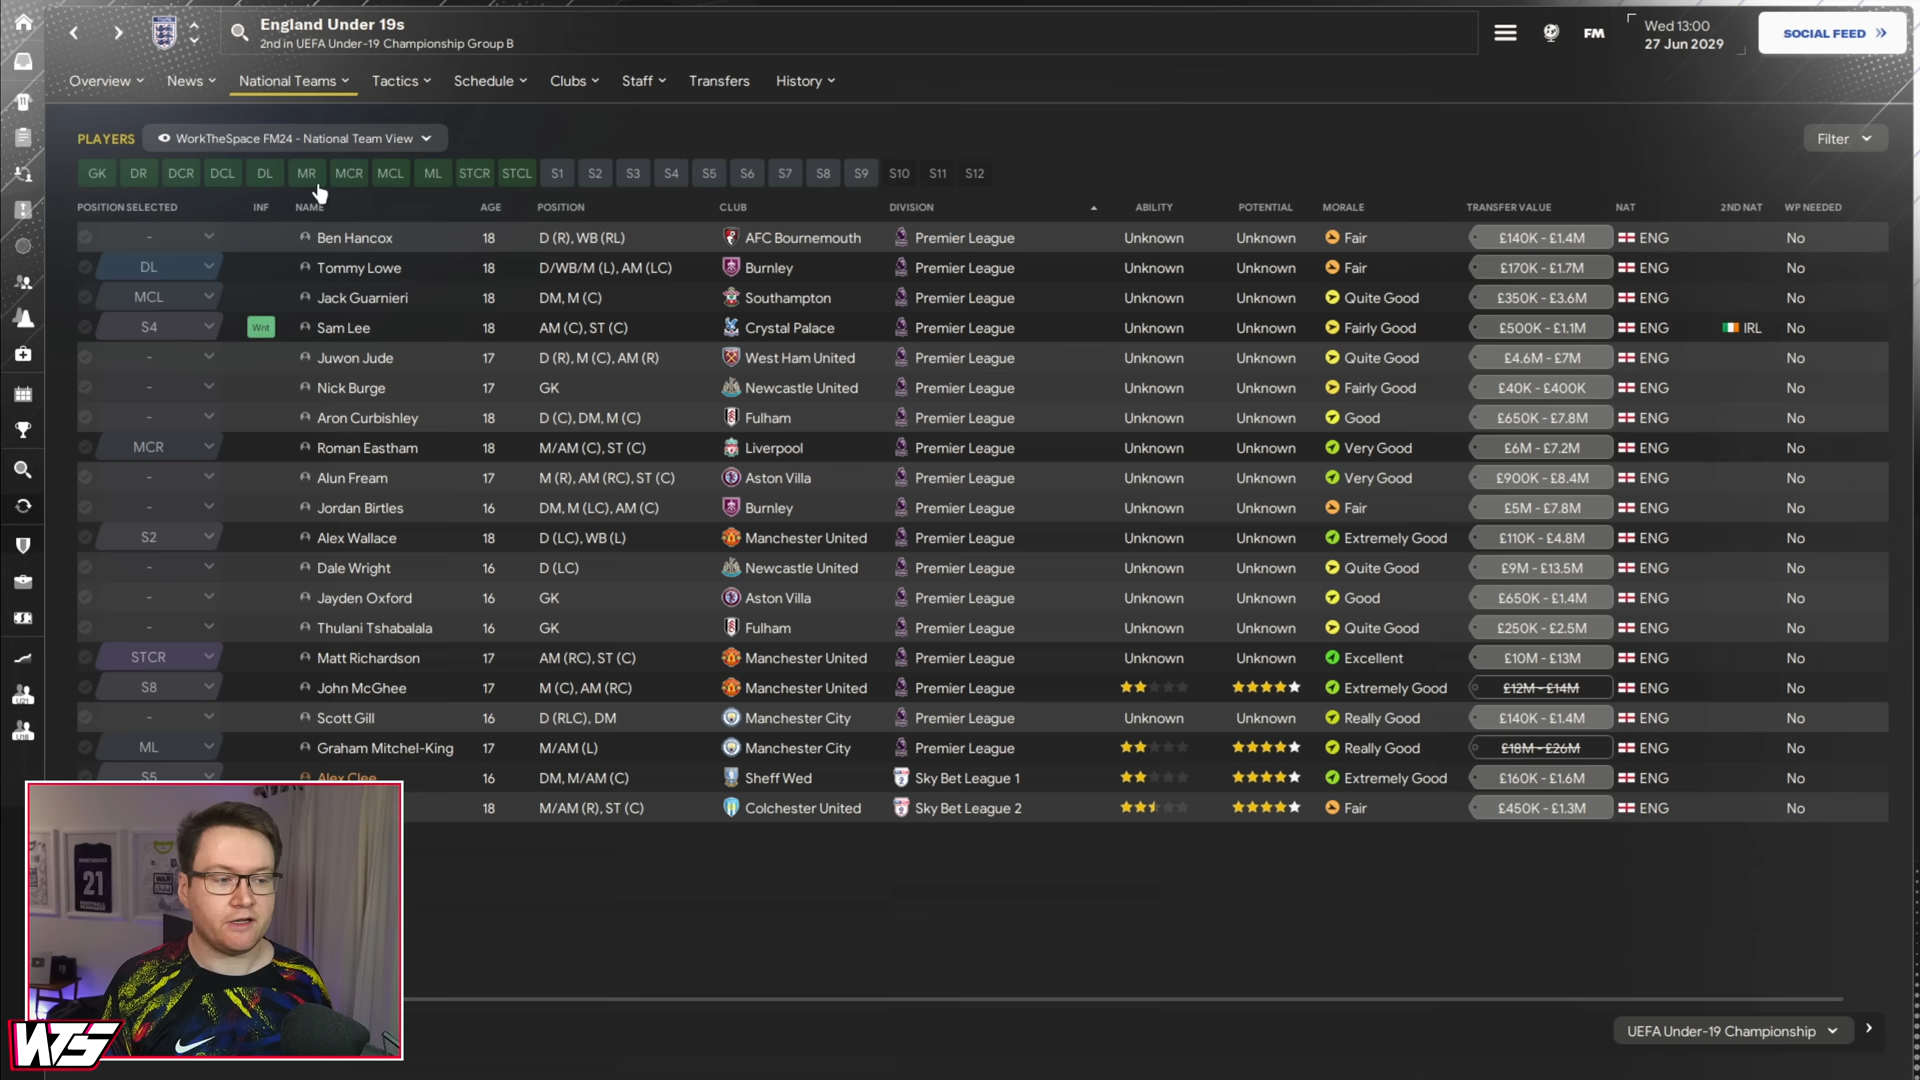 England Under 19s
2nd in UEFA Under-19 Championship Group B
FM
Wed 13:00
27 Jun 2029
SOCIAL FEED
Overview News National Teams Tactics Schedule Clubs Staff Transfers History
PLAYERS WorkTheSpace FM24 - National Team View Filter
GK DR DCR DCL DL MR MCR MCL ML STCR STCL S1 S2 S3 S4 S5 S6 S7 S8 S9 S10 S11 S12
POSITION SELECTED INF NAME AGE POSITION CLUB DIVISION ABILITY POTENTIAL MORALE TRANSFER VALUE NAT 2ND NAT WP NEEDED
- Ben Hancox 18 D (R), WB (RL) AFC Bournemouth Premier League Unknown Unknown Fair £140K - £1.4M ENG No
DL Tommy Lowe 18 D/WB/M (L), AM (LC) Burnley Premier League Unknown Unknown Fair £170K - £1.7M ENG No
MCL Jack Guarnieri 18 DM, M (C) Southampton Premier League Unknown Unknown Quite Good £350K - £3.6M ENG No
S4 Wnt Sam Lee 18 AM (C), ST (C) Crystal Palace Premier League Unknown Unknown Fairly Good £500K - £1.1M ENG IRL No
- Juwon Jude 17 D (R), M (C), AM (R) West Ham United Premier League Unknown Unknown Quite Good £4.6M - £7M ENG No
- Nick Burge 17 GK Newcastle United Premier League Unknown Unknown Fairly Good £40K - £400K ENG No
- Aron Curbishley 18 D (C), DM, M (C) Fulham Premier League Unknown Unknown Good £650K - £7.8M ENG No
MCR Roman Eastham 18 M/AM (C), ST (C) Liverpool Premier League Unknown Unknown Very Good £6M - £7.2M ENG No
- Alun Fream 17 M (R), AM (RC), ST (C) Aston Villa Premier League Unknown Unknown Very Good £900K - £8.4M ENG No
- Jordan Birtles 16 DM, M (LC), AM (C) Burnley Premier League Unknown Unknown Fair £5M - £7.8M ENG No
S2 Alex Wallace 18 D (LC), WB (L) Manchester United Premier League Unknown Unknown Extremely Good £110K - £4.8M ENG No
- Dale Wright 16 D (LC) Newcastle United Premier League Unknown Unknown Quite Good £9M - £13.5M ENG No
- Jayden Oxford 16 GK Aston Villa Premier League Unknown Unknown Good £650K - £1.4M ENG No
- Thulani Tshabalala 16 GK Fulham Premier League Unknown Unknown Quite Good £250K - £2.5M ENG No
STCR Matt Richardson 17 AM (RC), ST (C) Manchester United Premier League Unknown Unknown Excellent £10M - £13M ENG No
S8 John McGhee 17 M (C), AM (RC) Manchester United Premier League Extremely Good £12M - £14M ENG No
- Scott Gill 16 D (RLC), DM Manchester City Premier League Unknown Unknown Really Good £140K - £1.4M ENG No
ML Graham Mitchel-King 17 M/AM (L) Manchester City Premier League Really Good £18M - £26M ENG No
S5 Alex Clee 16 DM, M/AM (C) Sheff Wed Sky Bet League 1 Extremely Good £160K - £1.6M ENG No
18 M/AM (R), ST (C) Colchester United Sky Bet League 2 Fair £450K - £1.3M ENG No
21
UEFA Under-19 Championship
WTS